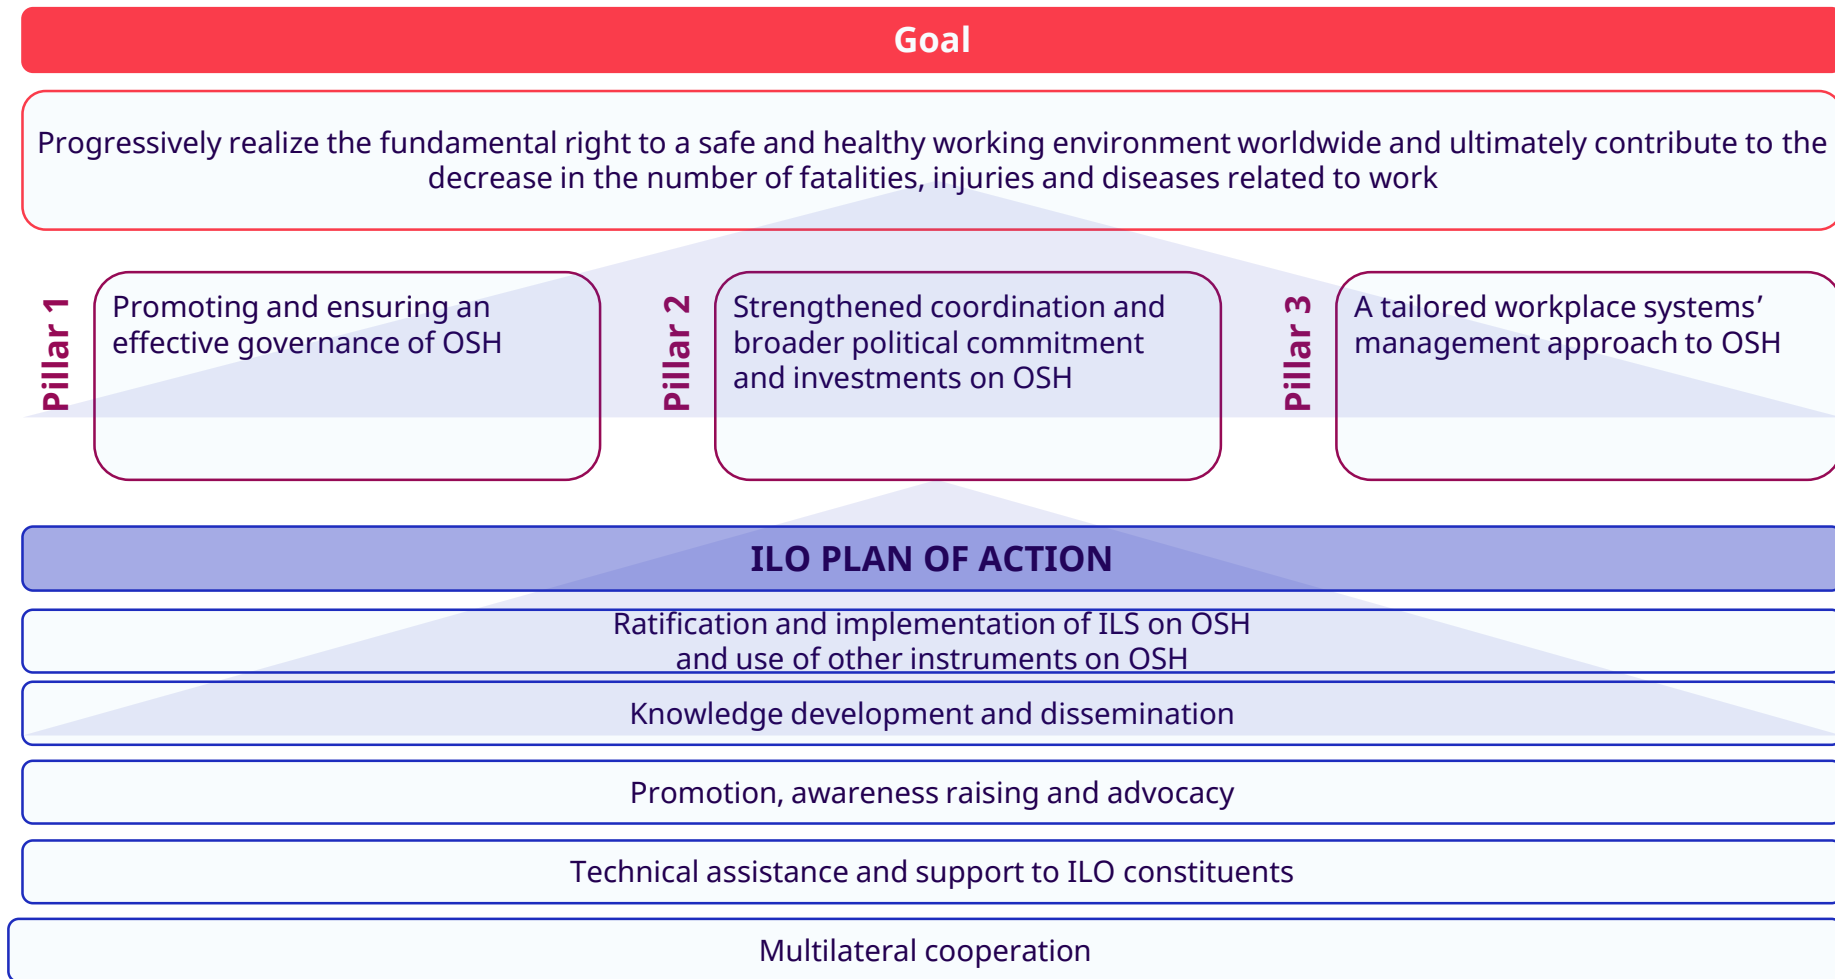 Goal
Progressively realize the fundamental right to a safe and healthy working environment worldwide and ultimately contribute to the
decrease in the number of fatalities, injuries and diseases related to work
Pillar 1
Promoting and ensuring an
effective governance of OSH
Pillar 2
Strengthened coordination and
broader political commitment
and investments on OSH
Pillar 3
A tailored workplace systems’
management approach to OSH
ILO PLAN OF ACTION
Ratification and implementation of ILS on OSH
and use of other instruments on OSH
Knowledge development and dissemination
Promotion, awareness raising and advocacy
Technical assistance and support to ILO constituents
Multilateral cooperation